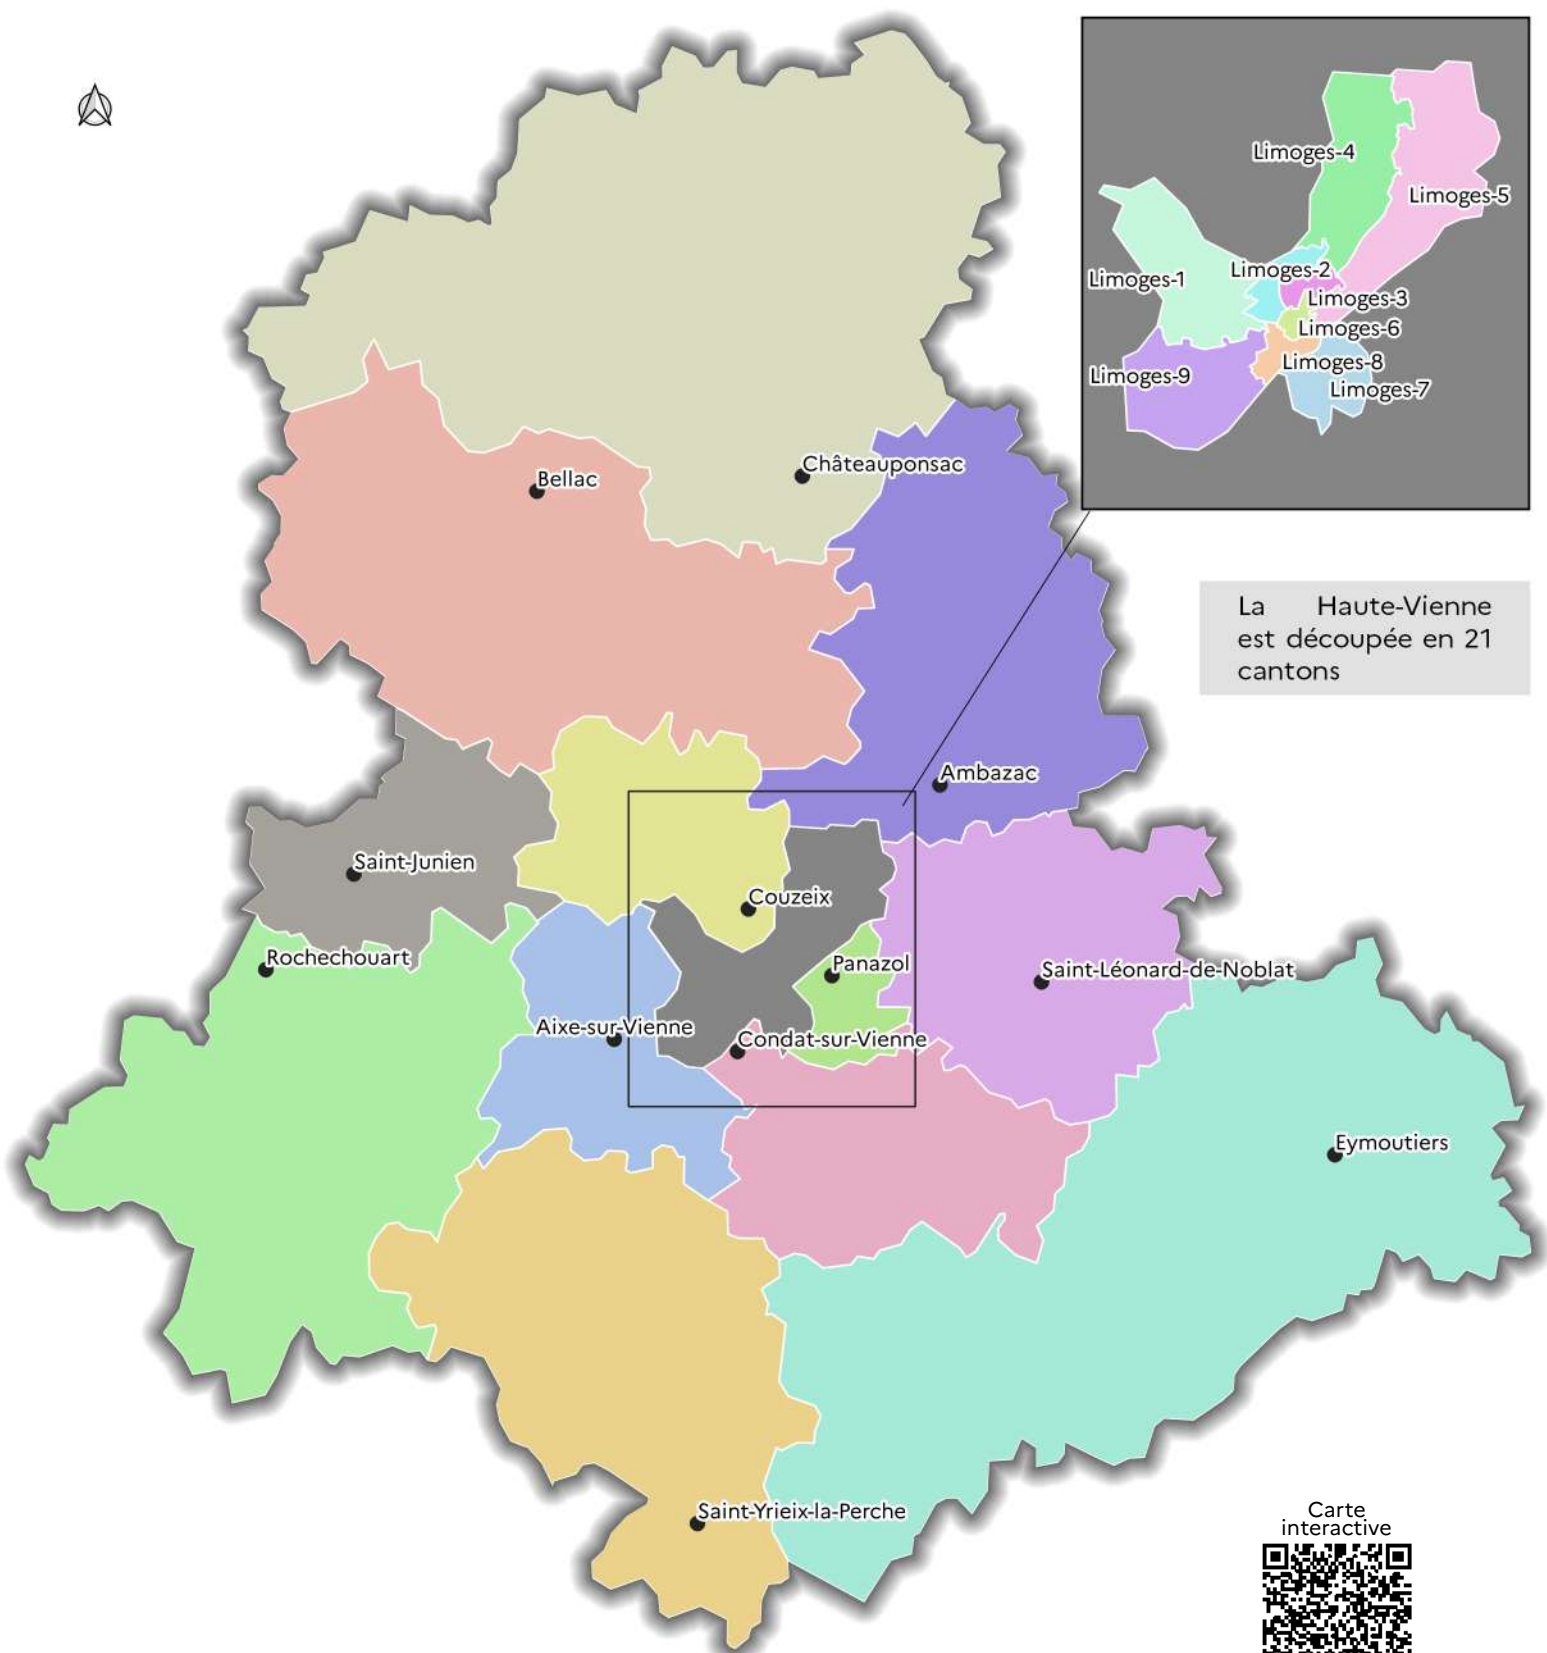 Limoges-4
Limoges-5
Limoges-2
Limoges-1
Limoges-3
Limoges-6
Limoges-8
Limoges-9
Limoges-7
Châteauponsac
Bellac
La Haute-Vienne
est découpée en 21
cantons
Ambazac
Saint-Junien
Couzeix
Rochechouart
Panazol
Saint-Léonard-de-Noblat
Aixe-sur-Vienne
Condat-sur-Vienne
Eymoutiers
Saint-Yrieix-la-Perche
Carte
interactive